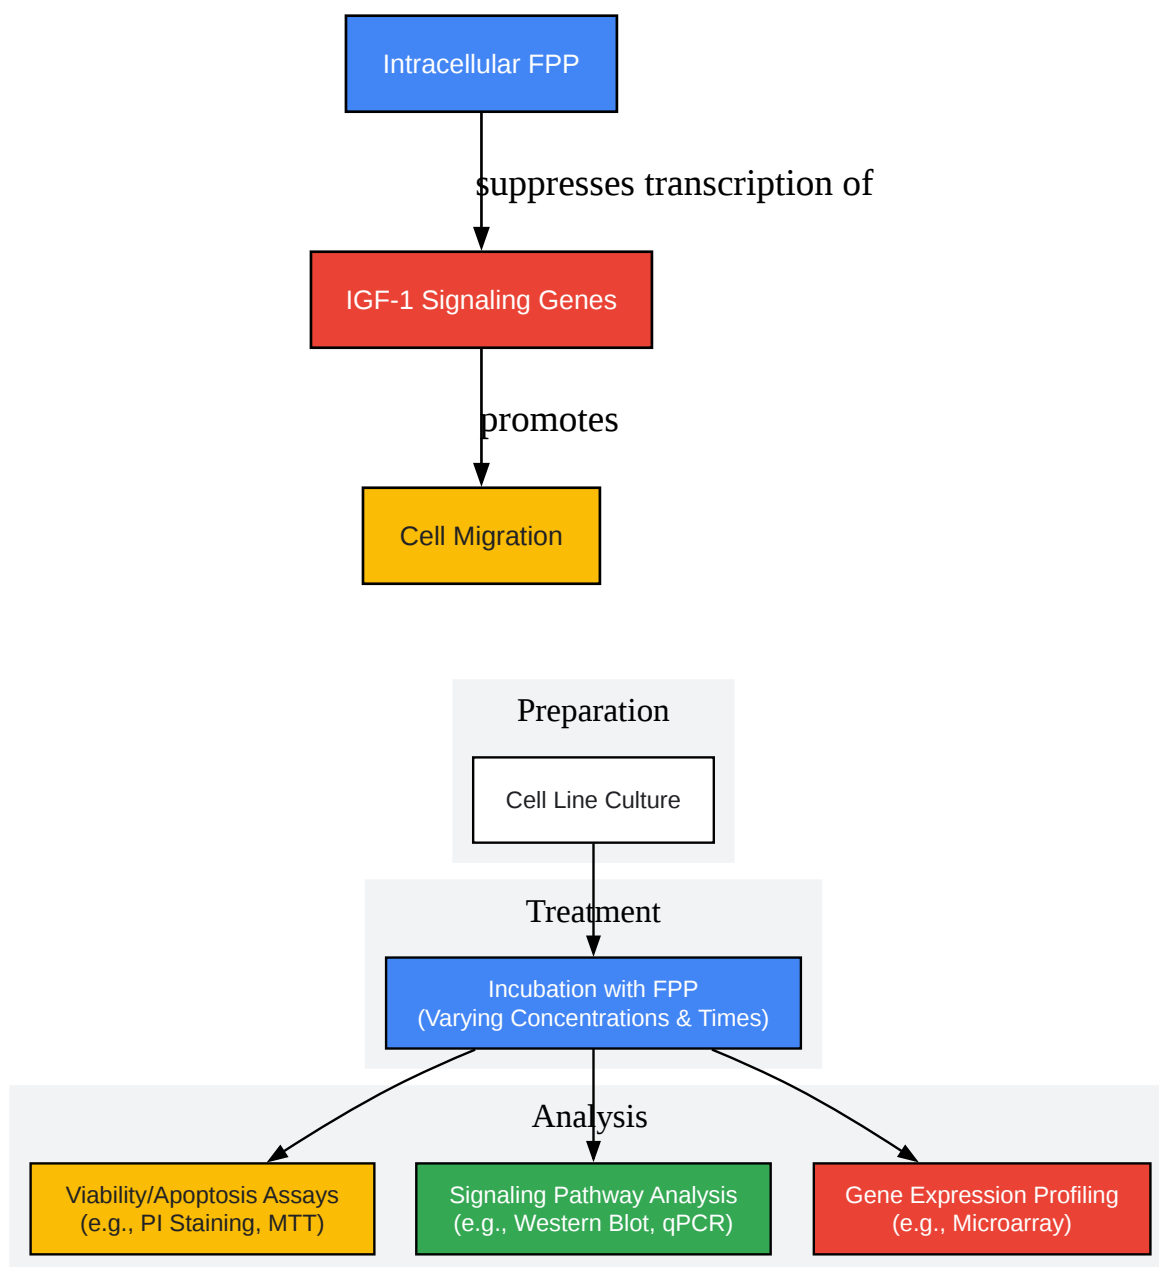 Intracellular FPP
suppresses transcription of
IGF-1 Signaling Genes
promotes
Cell Migration
Preparation
Cell Line Culture
Treatment
Incubation with FPP
(Varying Concentrations & Times)
Analysis
Viability/Apoptosis Assays
(e.g., PI Staining, MTT)
Signaling Pathway Analysis
(e.g., Western Blot, qPCR)
Gene Expression Profiling
(e.g., Microarray)